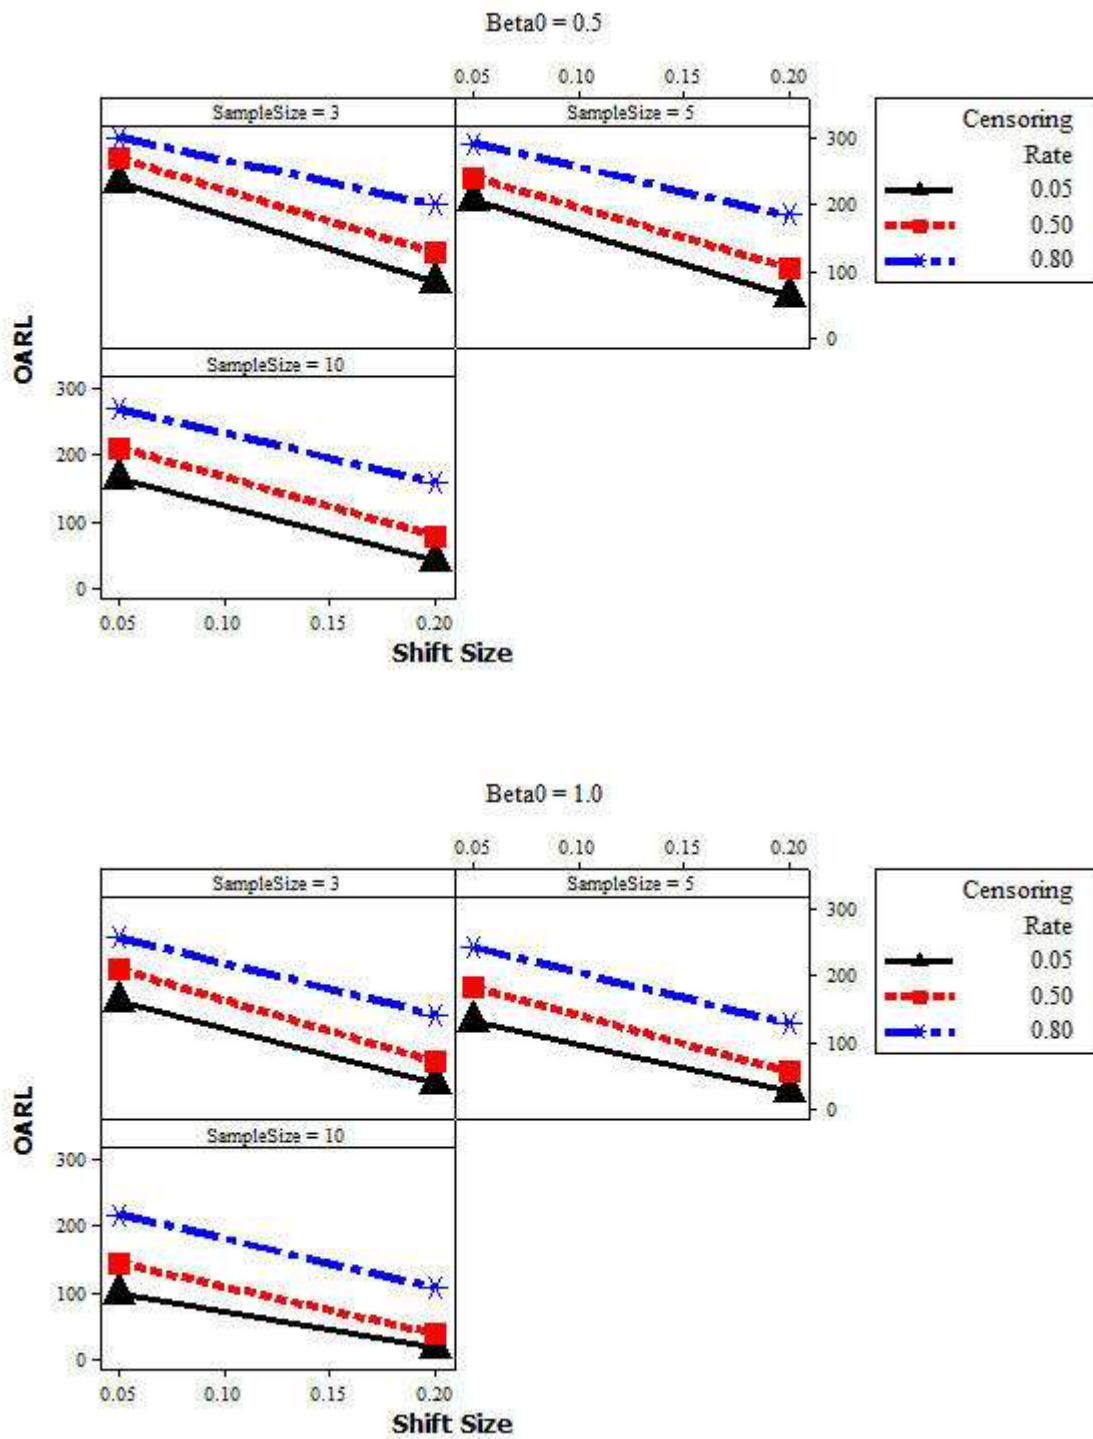 Beta0 = 0.5
0.05 0.10 0.15 0.20
SampleSize = 3 SampleSize = 5
300
200
100
0
Censoring
Rate
0.05
0.50
0.80
OARL
SampleSize = 10
300
200
100
0
0.05 0.10 0.15 0.20
Shift Size
Beta0 = 1.0
0.05 0.10 0.15 0.20
SampleSize = 3 SampleSize = 5
300
200
100
0
Censoring
Rate
0.05
0.50
0.80
OARL
SampleSize = 10
300
200
100
0
0.05 0.10 0.15 0.20
Shift Size